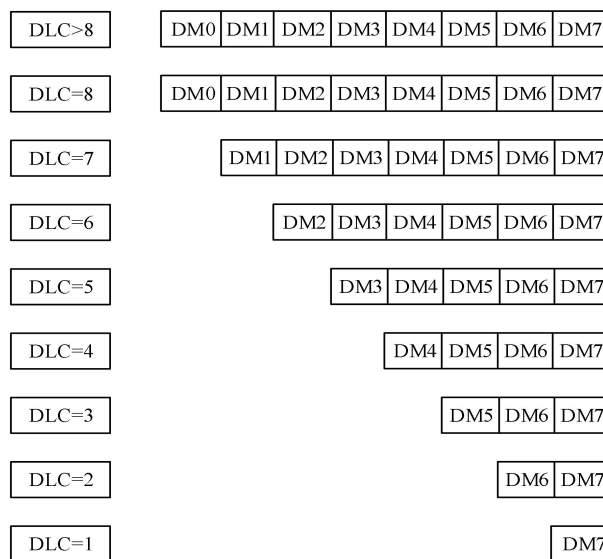 DLC>8 DM0 DM1 DM2 DM3 DM4 DM5 DM6 DM7
DLC=8 DM0 DM1 DM2 DM3 DM4 DM5 DM6 DM7
DLC=7 DM1 DM2 DM3 DM4 DM5 DM6 DM7
DLC=6 DM2 DM3 DM4 DM5 DM6 DM7
DLC=5 DM3 DM4 DM5 DM6 DM7
DLC=4 DM4 DM5 DM6 DM7
DLC=3 DM5 DM6 DM7
DLC=2 DM6 DM7
DLC=1 DM7